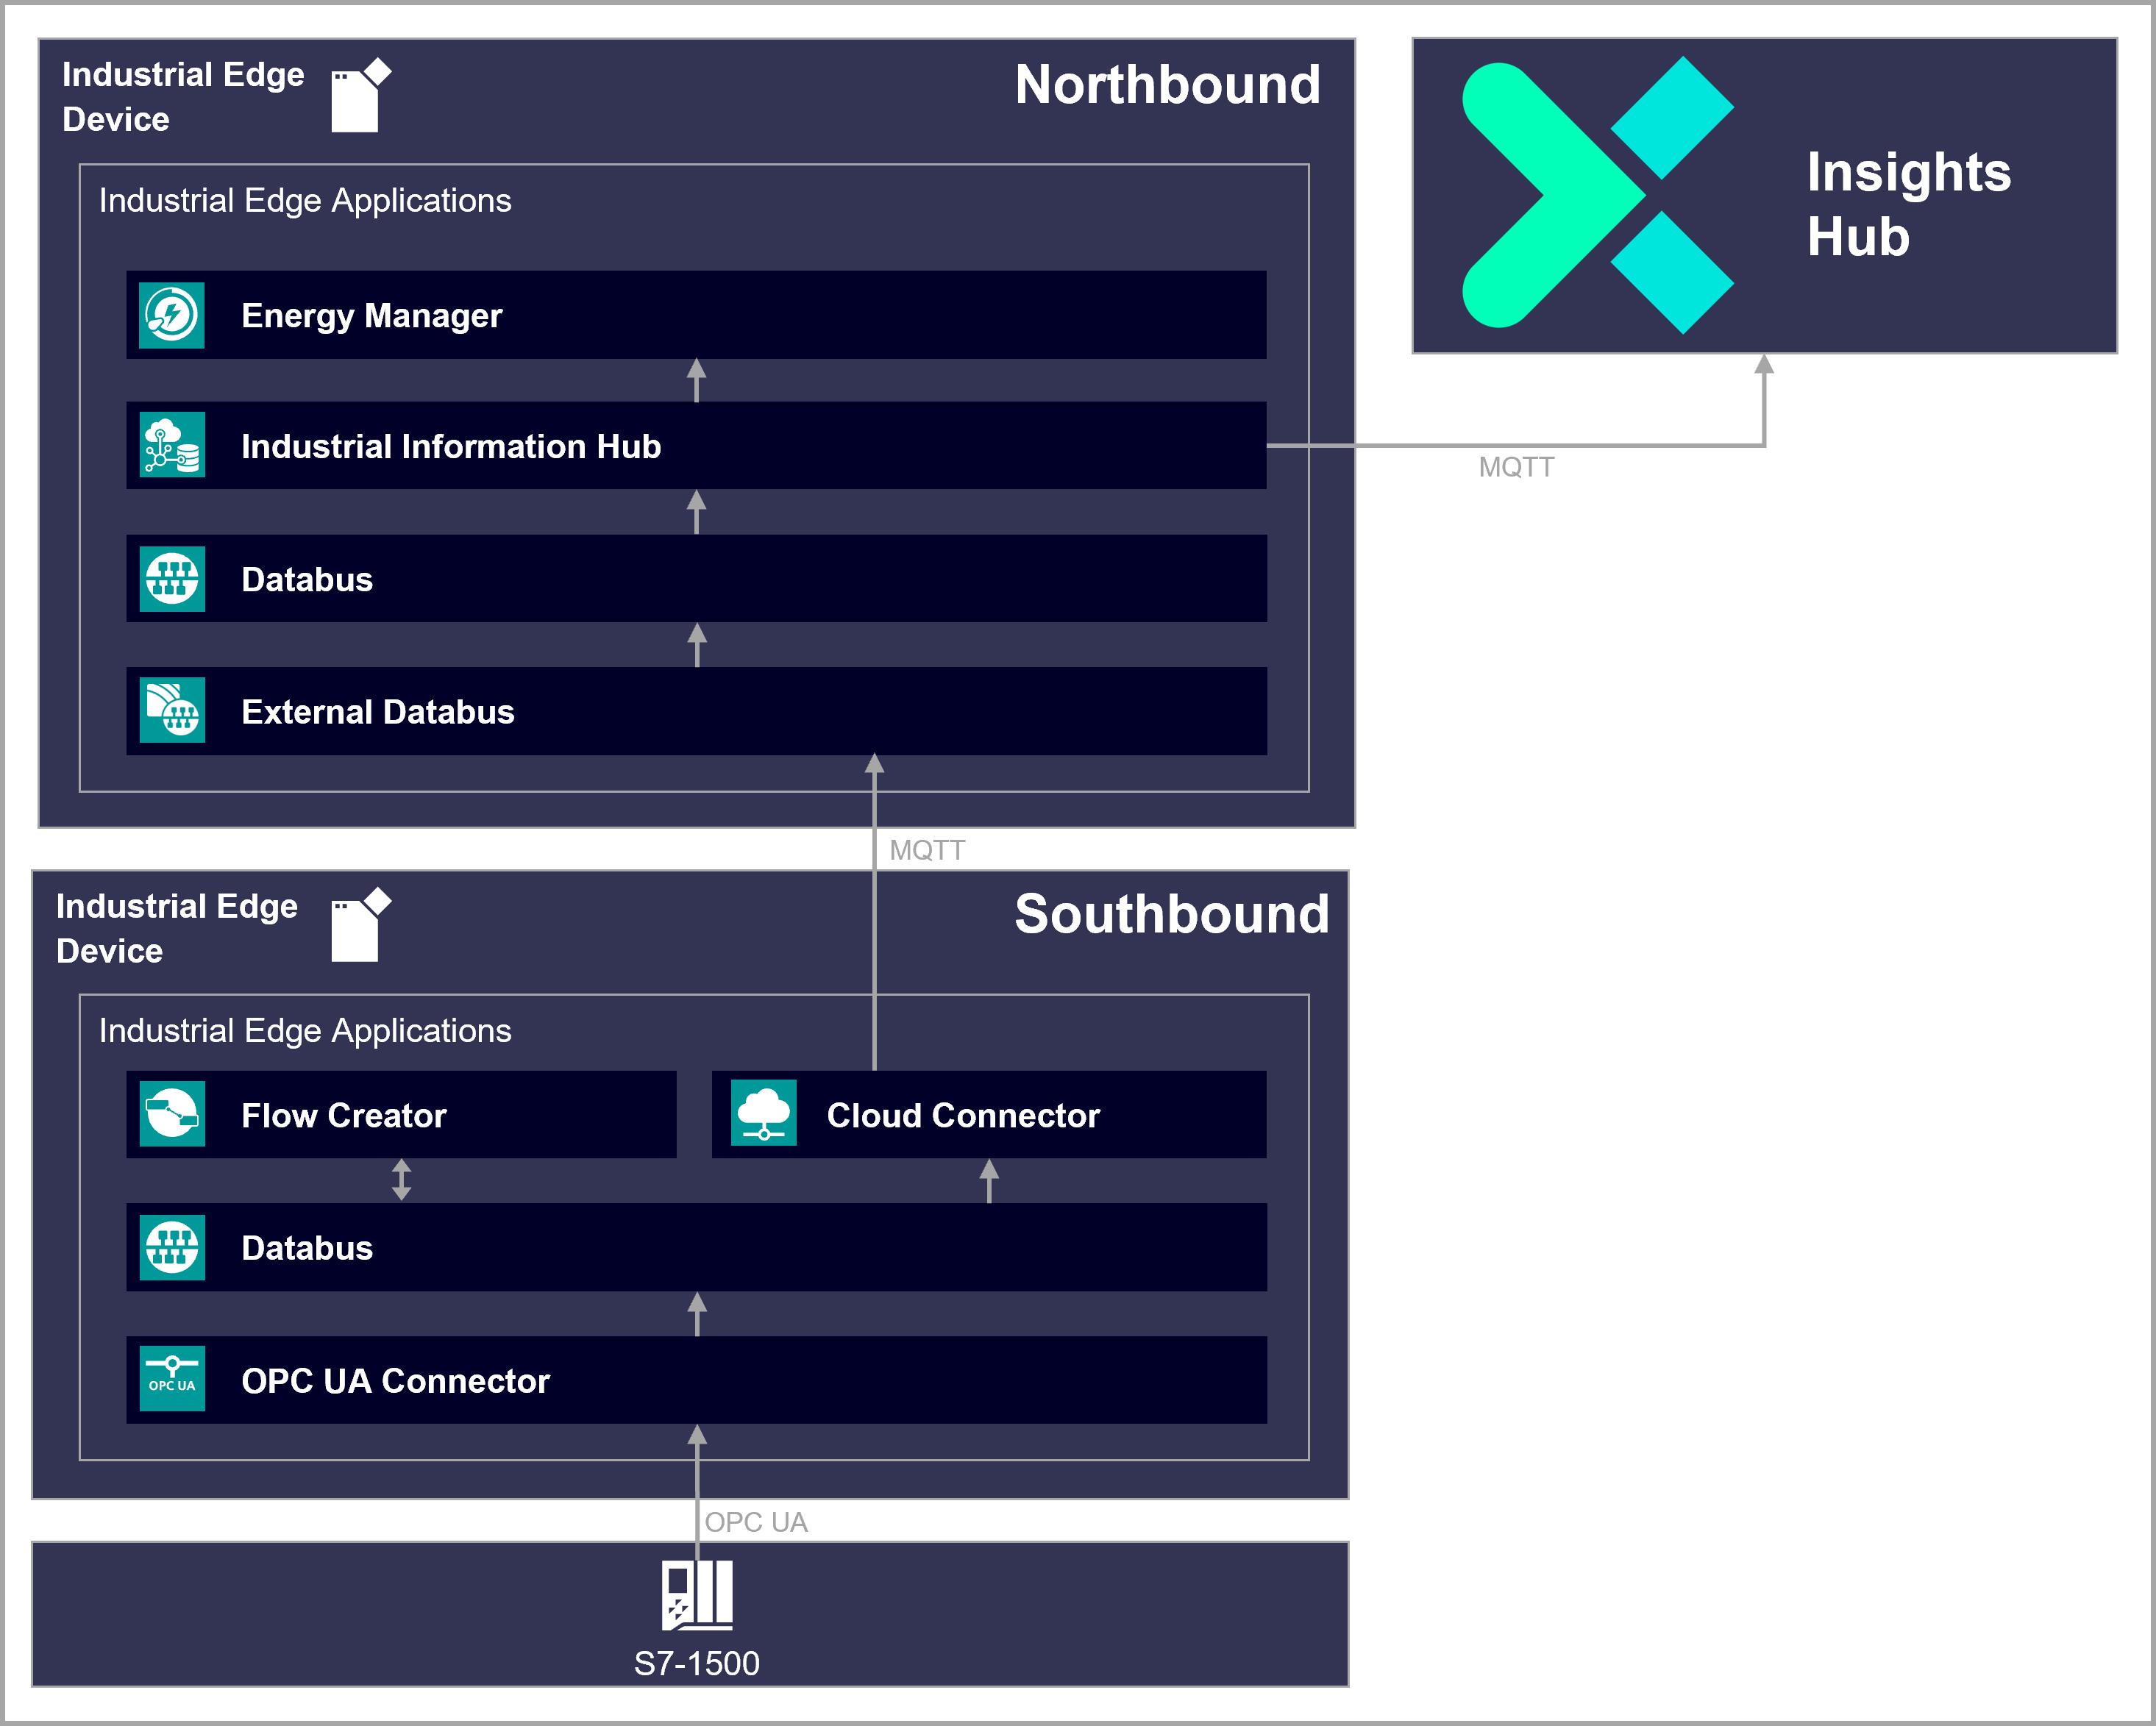 Industrial Edge
Device
Northbound
Industrial Edge Applications
Energy Manager
Industrial Information Hub
Databus
External Databus
Insights
Hub
MQTT
MQTT
Industrial Edge
Device
Southbound
Industrial Edge Applications
Flow Creator
Cloud Connector
Databus
OPC UA
OPC UA Connector
OPC UA
S7-1500